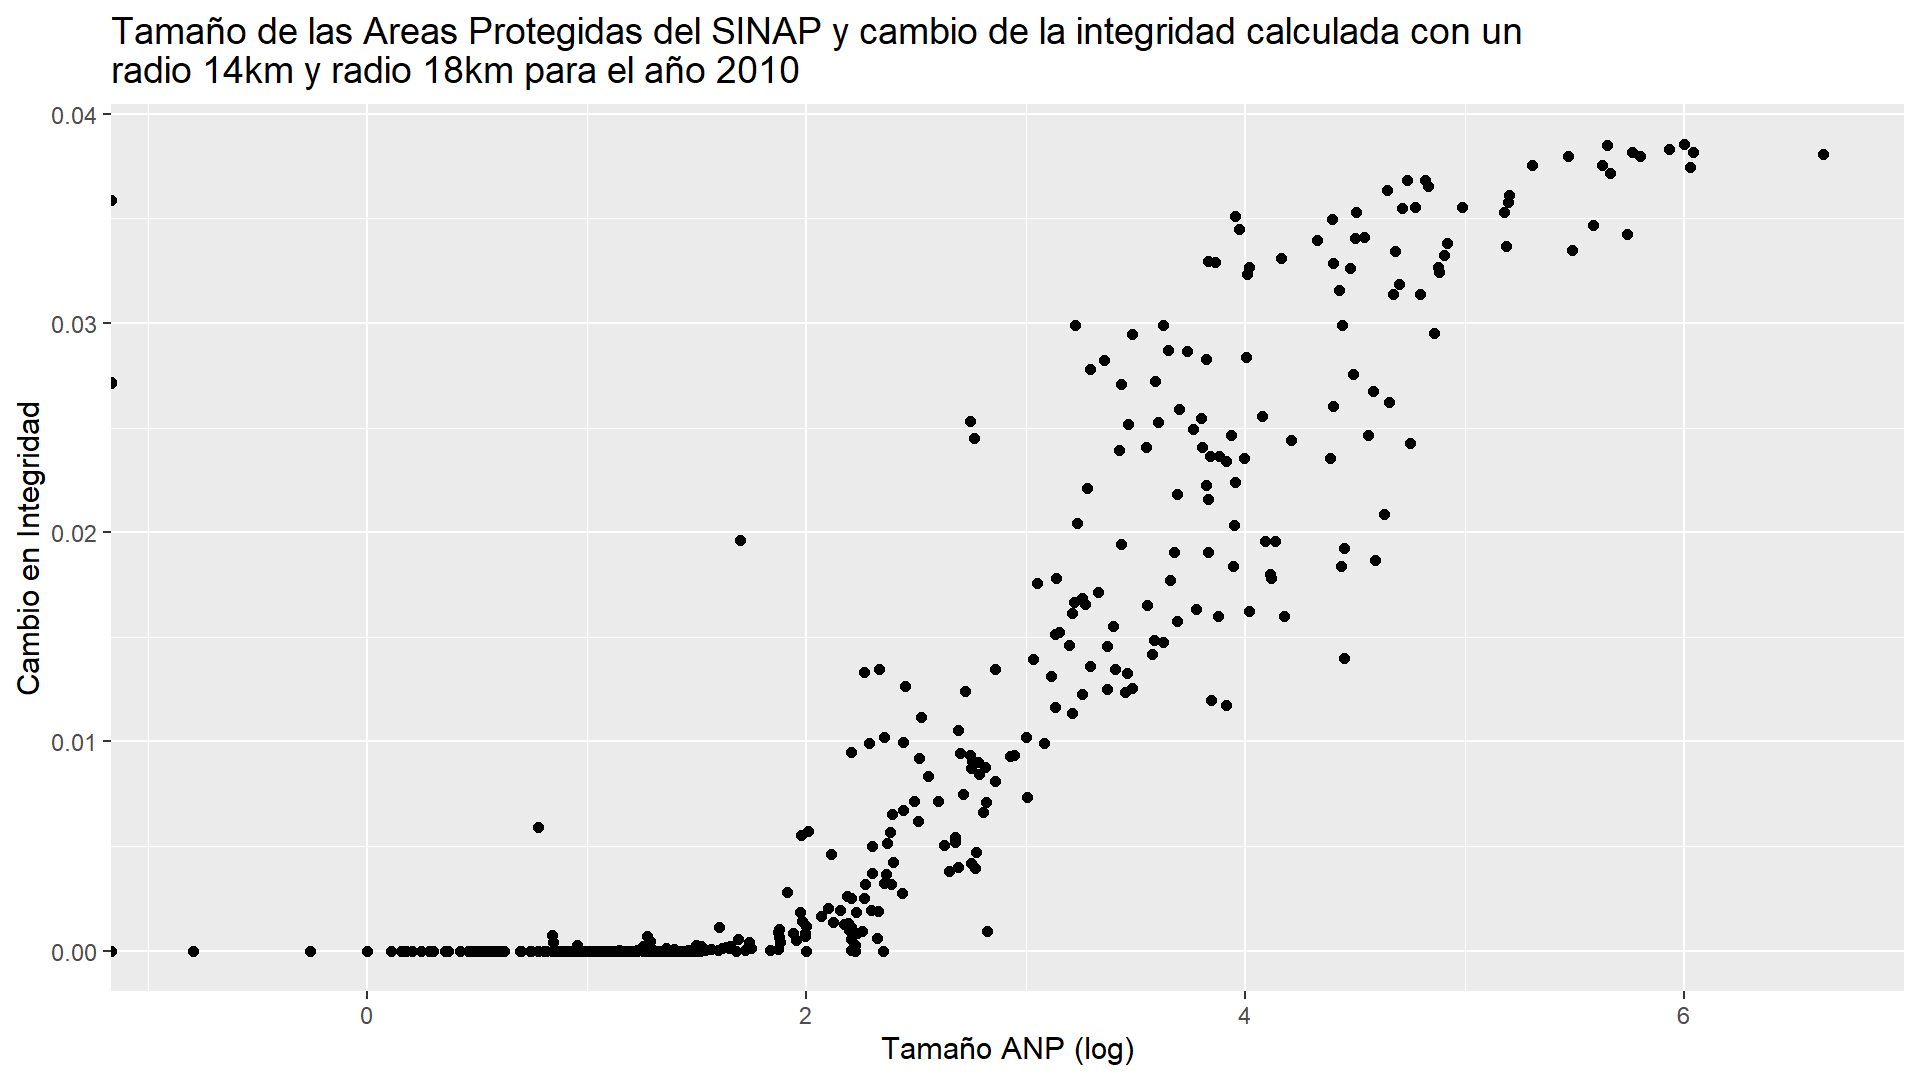 Tamaño de las Areas Protegidas del SINAP y cambio de la integridad calculada con un
radio 14km y radio 18km para el año 2010
0.04
0.03
0.02
0.01
0.00
Cambio en Integridad
0
2
4
6
Tamaño ANP (log)